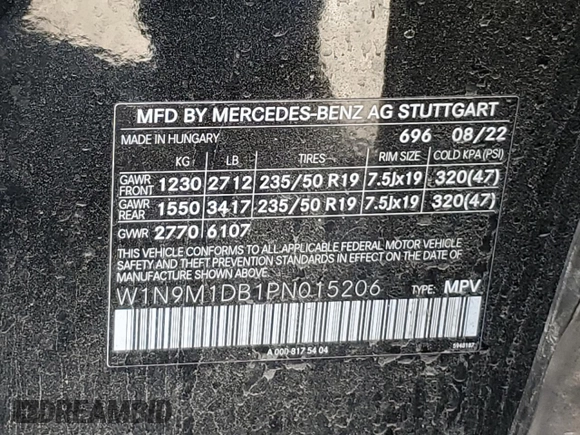 MFD BY MERCEDES-BENZ AG STUTTGART
MADE IN HUNGARY 696 08/22
KG LB TIRES RIM SIZE COLD KPA (PSI)
GAWR FRONT 1230 2712 235/50 R19 7.5Jx19 320(47)
GAWR REAR 1550 3417 235/50 R19 7.5Jx19 320(47)
GVWR 2770 6107
THIS VEHICLE CONFORMS TO ALL APPLICABLE FEDERAL MOTOR VEHICLE
SAFETY AND THEFT PREVENTION STANDARDS IN EFFECT ON THE DATE OF
MANUFACTURE SHOWN ABOVE.
W1N9M1DB1PN015206 TYPE: MPV
A 000 817 54 04 5940187
DREAMBID